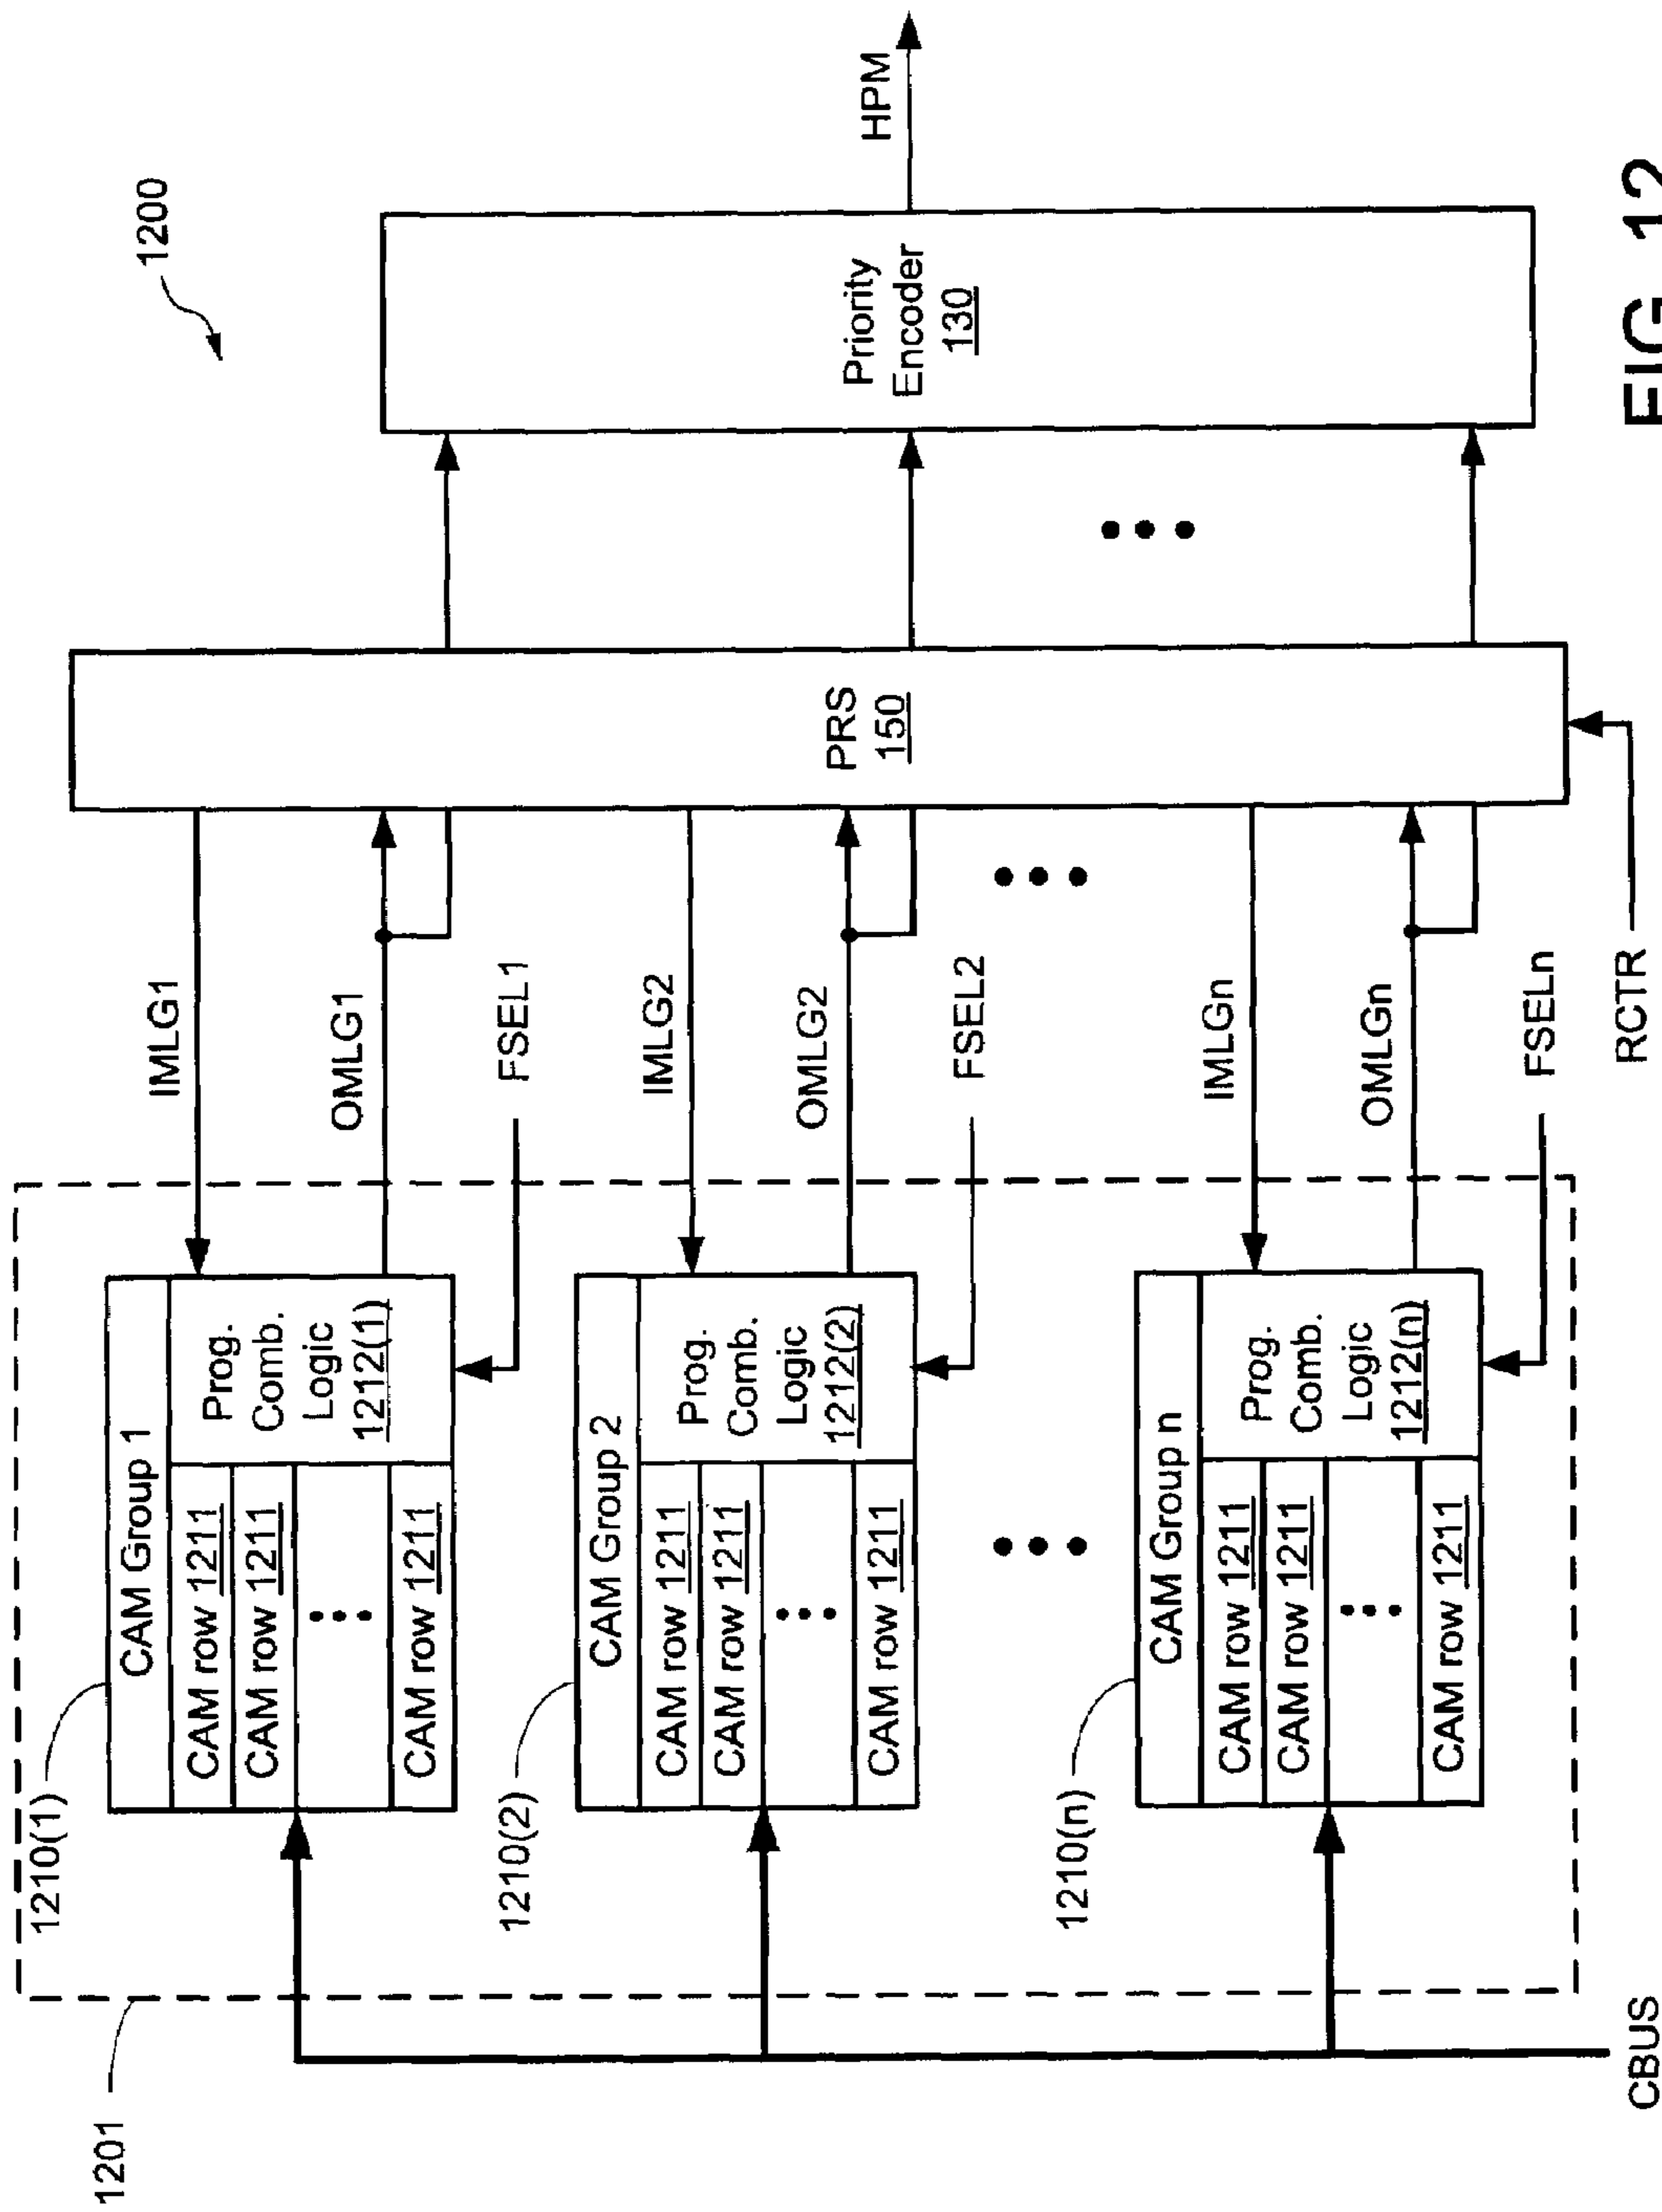 1200
1201
1210(1)
CAM Group 1
CAM row 1211
CAM row 1211
CAM row 1211
Prog.
Comb.
Logic
1212(1)
IMLG1
OMLG1
FSEL1
1210(2)
CAM Group 2
CAM row 1211
CAM row 1211
CAM row 1211
Prog.
Comb.
Logic
1212(2)
IMLG2
OMLG2
FSEL2
1210(n)
CAM Group n
CAM row 1211
CAM row 1211
CAM row 1211
Prog.
Comb.
Logic
1212(n)
IMLGn
OMLGn
FSELn
PRS
150
Priority
Encoder
130
HPM
CBUS
RCTR
FIG. 12